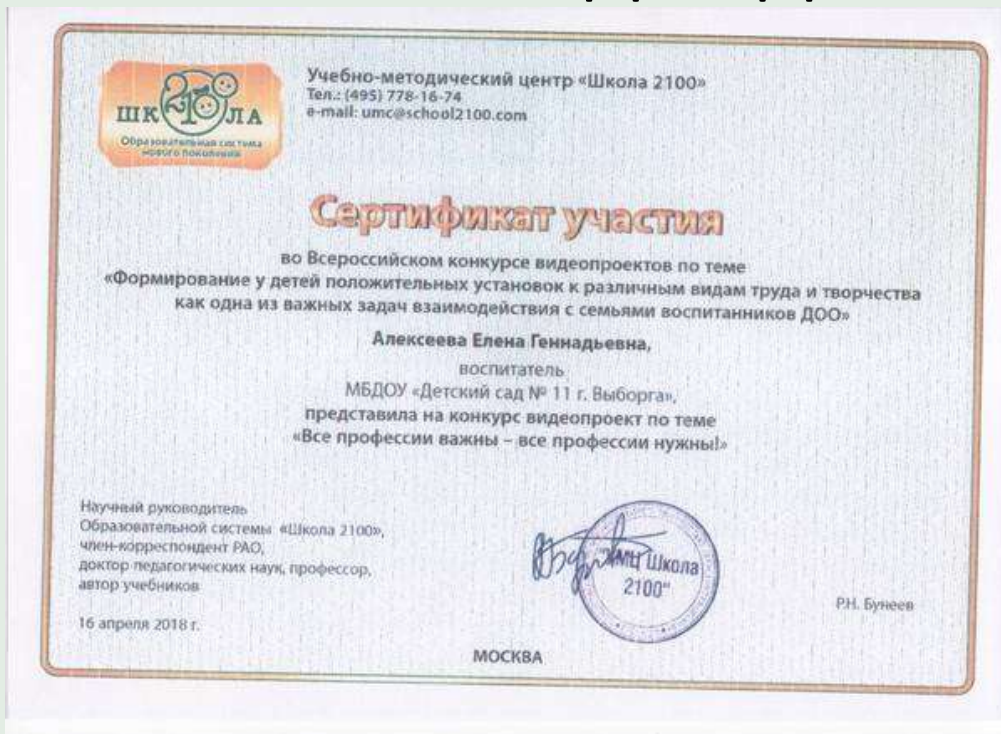 ШКОЛА
2100
Образовательная система
нового поколения
Учебно-методический центр «Школа 2100»
Тел.: (495) 778-16-74
e-mail: umc@school2100.com
Сертификат участия
во Всероссийском конкурсе видеопроектов по теме
«Формирование у детей положительных установок к различным видам труда и творчества
как одна из важных задач взаимодействия с семьями воспитанников ДОО»
Алексеева Елена Геннадьевна,
воспитатель
МБДОУ «Детский сад № 11 г. Выборга»,
представила на конкурс видеопроект по теме
«Все профессии важны – все профессии нужны!»
Научный руководитель
Образовательной системы «Школа 2100»,
член-корреспондент РАО,
доктор педагогических наук, профессор,
автор учебников
16 апреля 2018 г.
"УМЦ Школа
2100"
Р.Н. Бунеев
МОСКВА